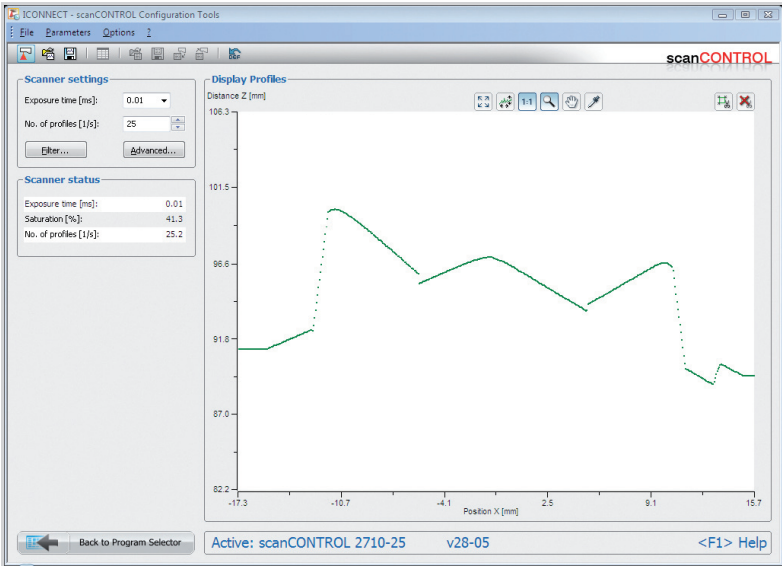 ICONNECT - scanCONTROL Configuration Tools
File Parameters Options ?
scanCONTROL
Scanner settings
Exposure time [ms]: 0.01
No. of profiles [1/s]: 25
Filter... Advanced...
Scanner status
Exposure time [ms]: 0.01
Saturation [%]: 41.3
No. of profiles [1/s]: 25.2
Display Profiles
Distance Z [mm]
1:1
106.3
101.5
96.6
91.8
87.0
82.2
-17.3 -10.7 -4.1 2.5 9.1 15.7
Position X [mm]
Back to Program Selector
Active: scanCONTROL 2710-25 v28-05 <F1> Help